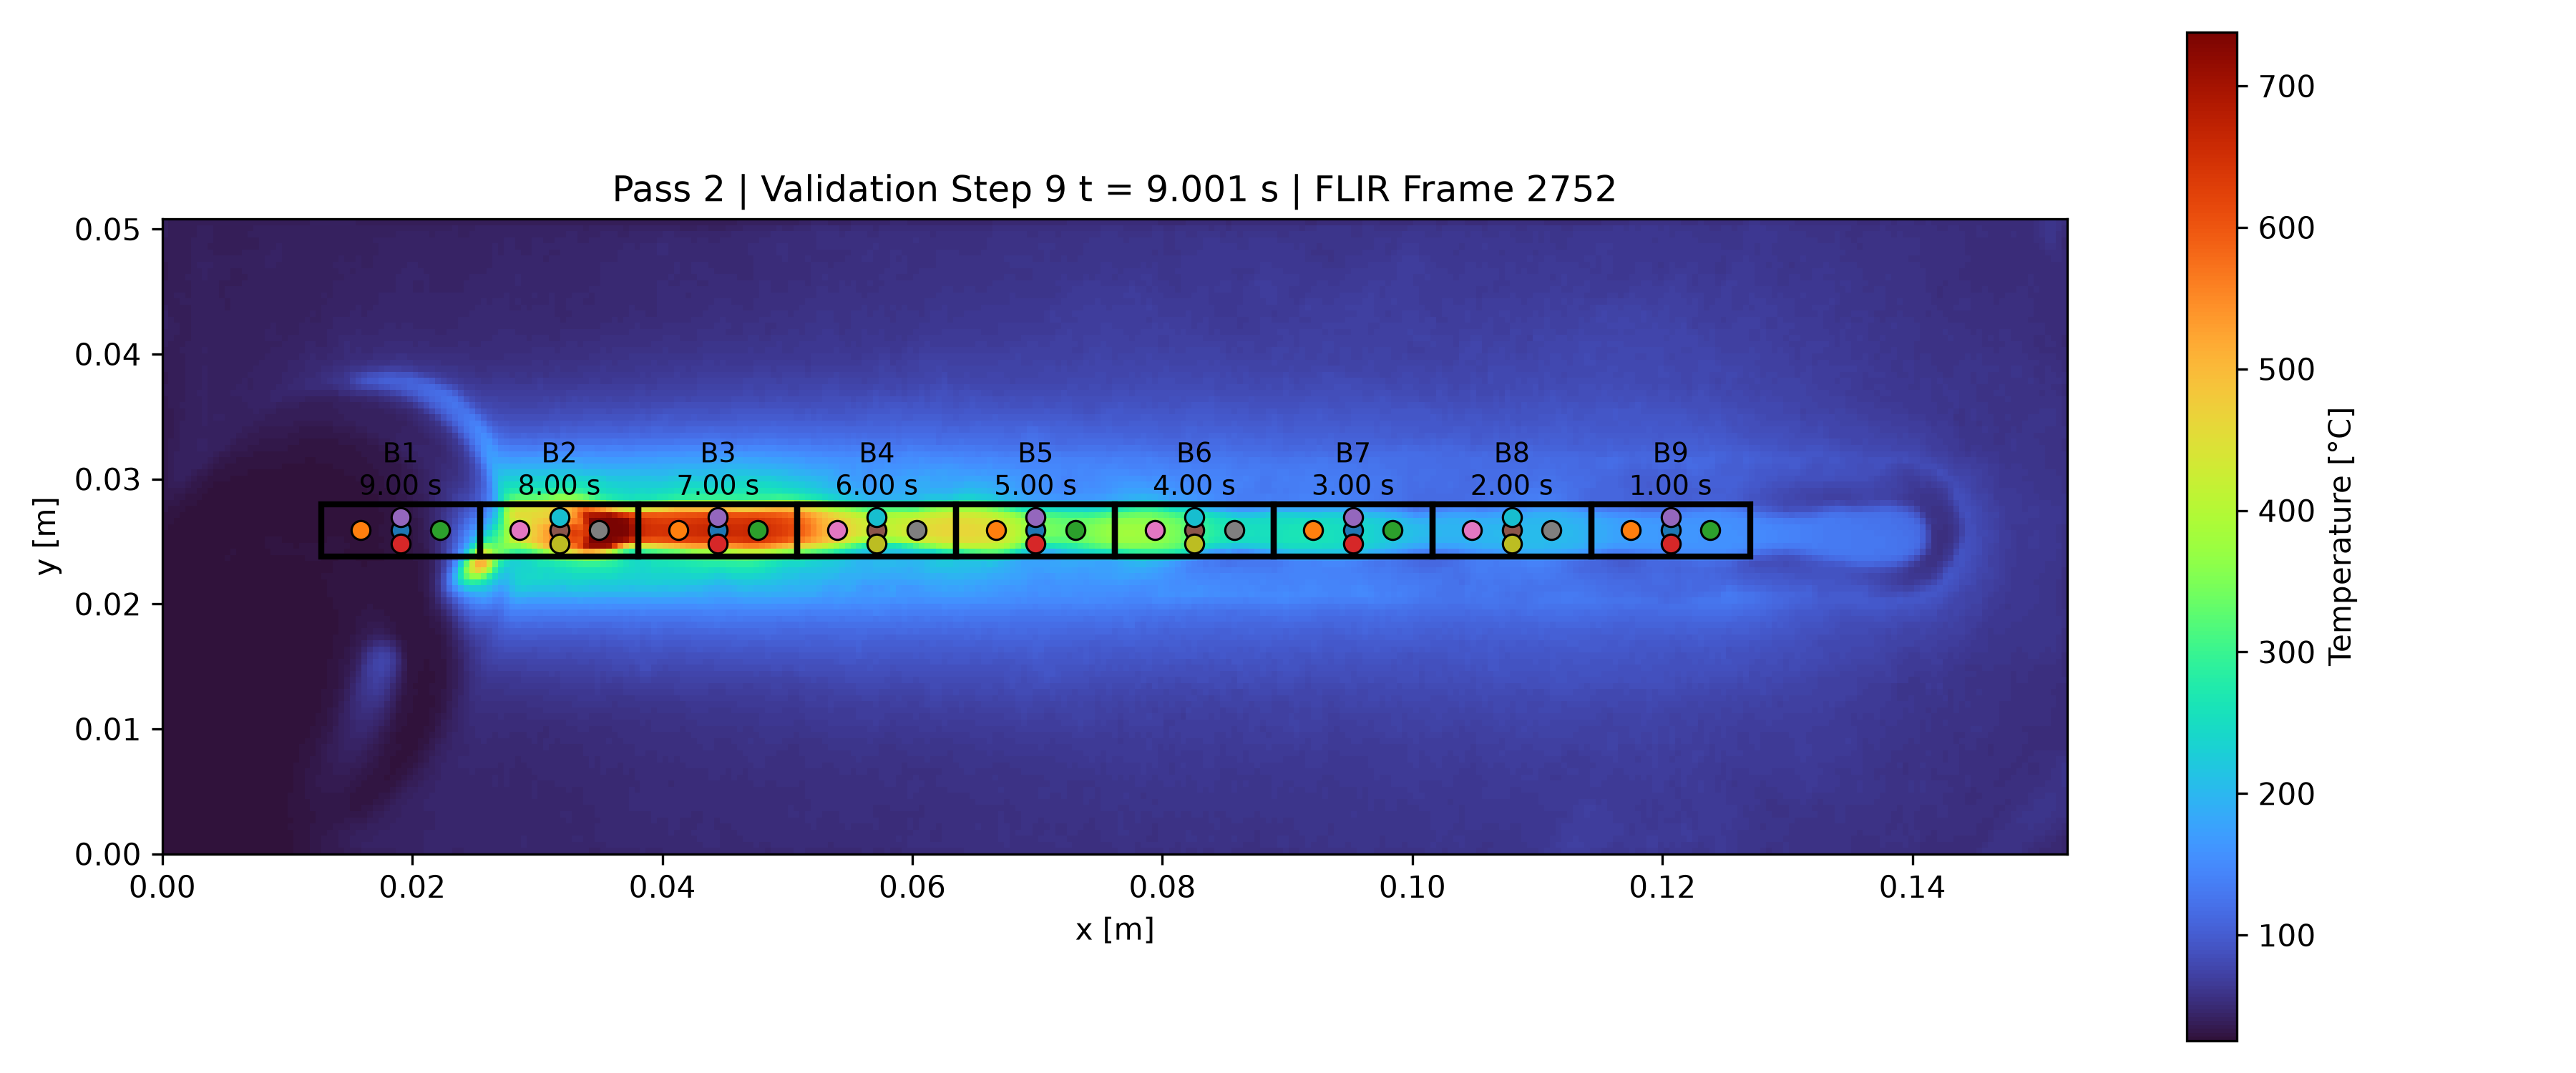 Pass 2 | Validation Step 9 t = 9.001 s | FLIR Frame 2752
0.05
0.04
0.03
0.02
0.01
0.00
y [m]
B1
9.00 s
B2
8.00 s
B3
7.00 s
B4
6.00 s
B5
5.00 s
B6
4.00 s
B7
3.00 s
B8
2.00 s
B9
1.00 s
0.00 0.02 0.04 0.06 0.08 0.10 0.12 0.14
x [m]
700
600
500
400
300
200
100
Temperature [°C]